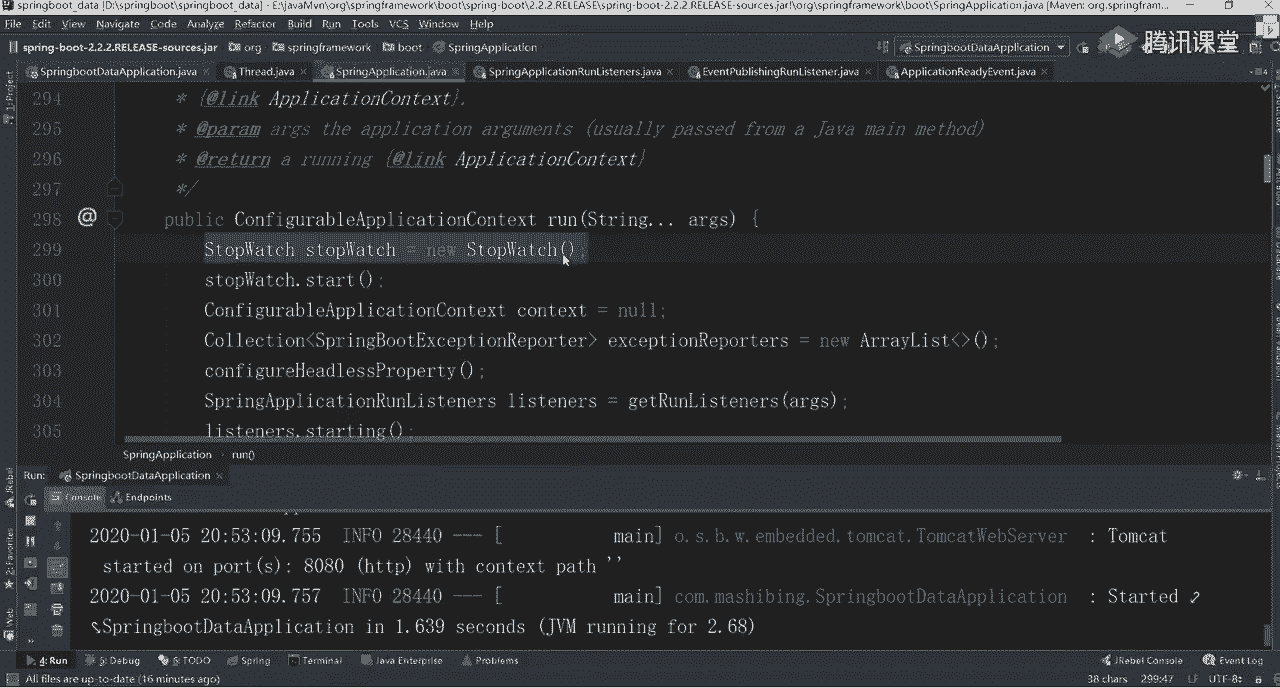 springboot_data [D:\springboot\springboot_data] - E:\javaMvn\org\springframework\boot\spring-boot\2.2.2.RELEASE\spring-boot-2.2.2.RELEASE-sources.jar!\org\springframework\boot\SpringApplication.java (Maven: org.springfram...
File Edit View Navigate Code Analyze Refactor Build Run Tools VCS Window Help
spring-boot-2.2.2.RELEASE-sources.jar org springframework boot SpringApplication SpringbootDataApplication 腾讯课堂
SpringbootDataApplication.java Thread.java SpringApplication.java SpringApplicationRunListeners.java EventPublishingRunListener.java ApplicationReadyEvent.java
1: Project
294 * {@link ApplicationContext}.
295 * @param args the application arguments (usually passed from a Java main method)
296 * @return a running {@link ApplicationContext}
297 */
298 @ public ConfigurableApplicationContext run(String... args) {
299 StopWatch stopWatch = new StopWatch();
300 stopWatch.start();
301 ConfigurableApplicationContext context = null;
302 Collection<SpringBootExceptionReporter> exceptionReporters = new ArrayList<>();
303 configureHeadlessProperty();
304 SpringApplicationRunListeners listeners = getRunListeners(args);
305 listeners.starting();
SpringApplication run()
Run: SpringbootDataApplication
Console Endpoints
JRebel
2: Favorites
Web
2020-01-05 20:53:09.755 INFO 28440 --- [ main] o.s.b.w.embedded.tomcat.TomcatWebServer : Tomcat
started on port(s): 8080 (http) with context path ''
2020-01-05 20:53:09.757 INFO 28440 --- [ main] com.mashibing.SpringbootDataApplication : Started
SpringbootDataApplication in 1.639 seconds (JVM running for 2.68)
4: Run 5: Debug 6: TODO Spring Terminal Java Enterprise Problems JRebel Console Event Log
All files are up-to-date (16 minutes ago) 38 chars 299:47 LF UTF-8